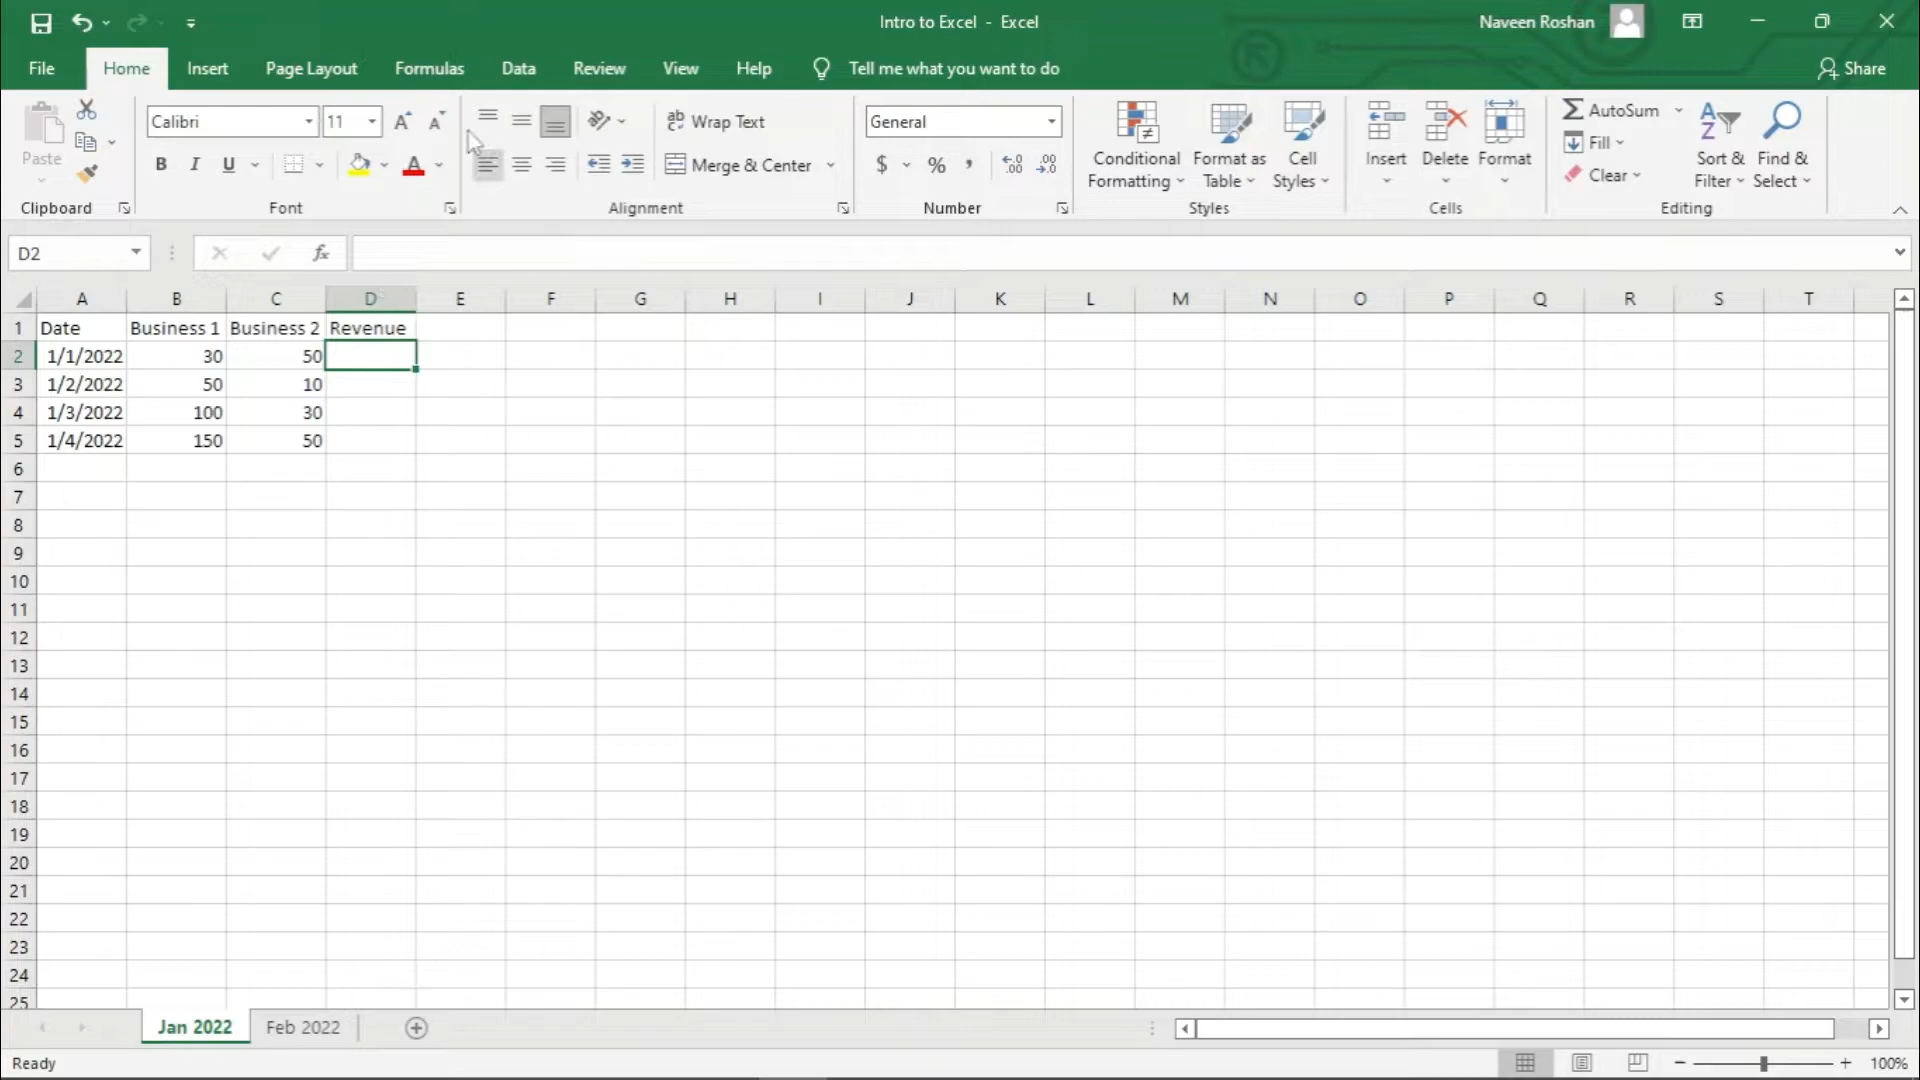 Intro to Excel - Excel
Naveen Roshan
File Home Insert Page Layout Formulas Data Review View Help Tell me what you want to do Share
Calibri 11 Wrap Text General AutoSum
Fill
Paste B I U A Merge & Center $ % , Conditional Formatting Format as Table Cell Styles Insert Delete Format Clear Sort & Filter Find & Select
Clipboard Font Alignment Number Styles Cells Editing
D2 fx
A B C D E F G H I J K L M N O P Q R S T
1 Date Business 1 Business 2 Revenue
2 1/1/2022 30 50
3 1/2/2022 50 10
4 1/3/2022 100 30
5 1/4/2022 150 50
6
7
8
9
10
11
12
13
14
15
16
17
18
19
20
21
22
23
24
25
Jan 2022 Feb 2022
Ready 100%